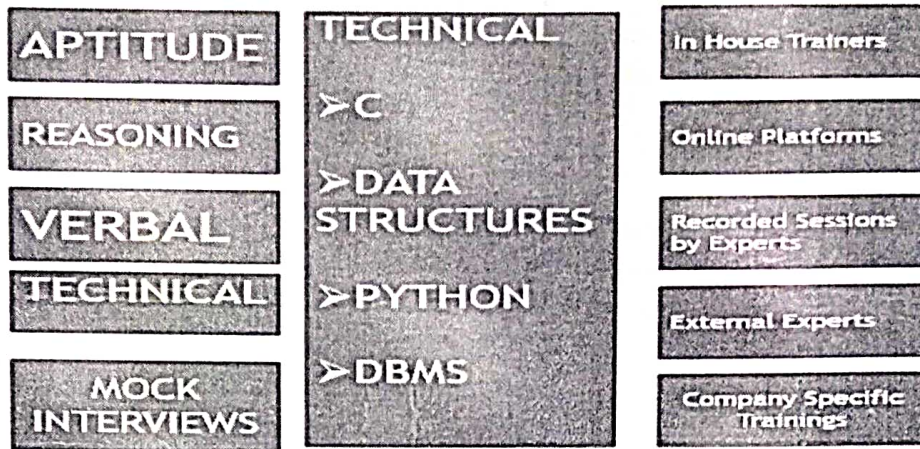 APTITUDE
REASONING
VERBAL
TECHNICAL
MOCK
INTERVIEWS
TECHNICAL
➢C
➢DATA
STRUCTURES
➢PYTHON
➢DBMS
In House Trainers
Online Platforms
Recorded Sessions
by Experts
External Experts
Company Specific
Trainings